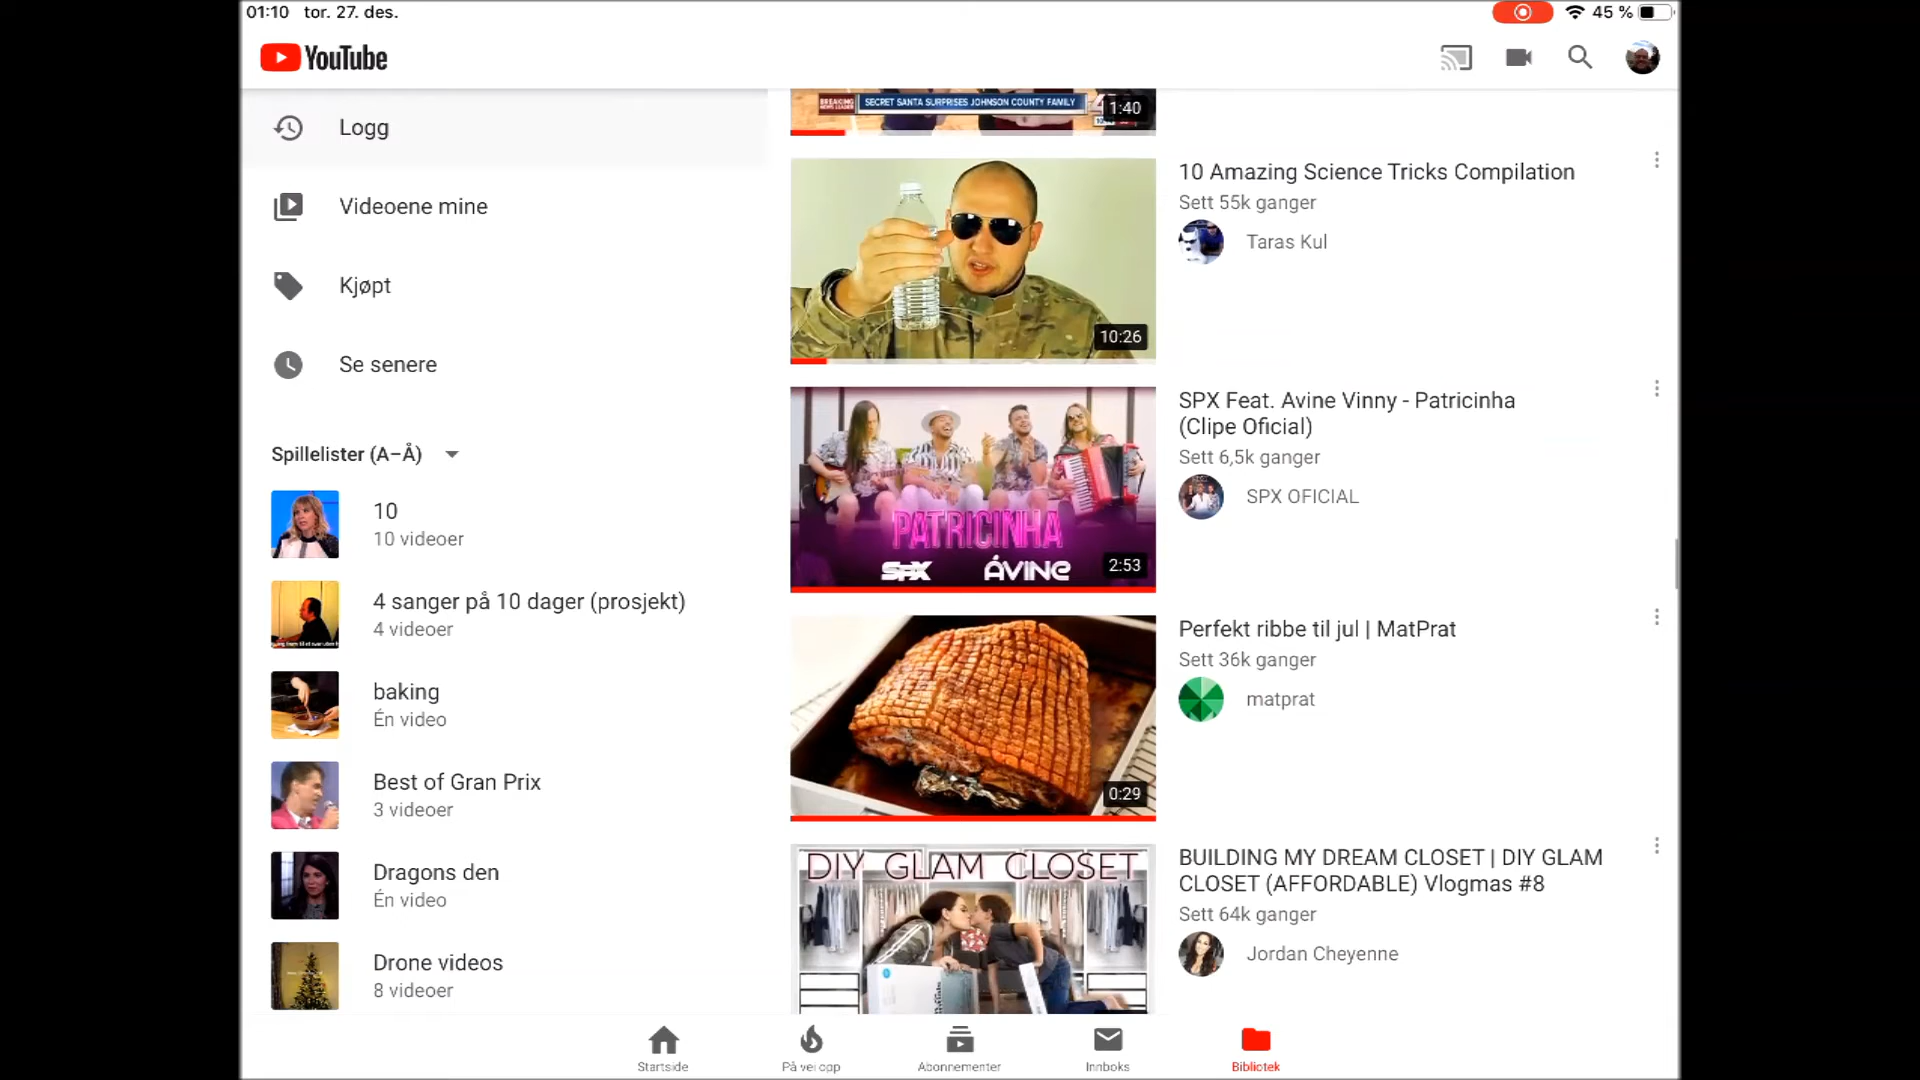 01:10 tor. 27. des.
45 %
YouTube
Logg
Videoene mine
Kjøpt
Se senere
Spillelister (A–Å)
10
10 videoer
4 sanger på 10 dager (prosjekt)
4 videoer
baking
Én video
Best of Gran Prix
3 videoer
Dragons den
Én video
Drone videos
8 videoer
BREAKING
SECRET SANTA SURPRISES JOHNSON COUNTY FAMILY
1:40
10:26
10 Amazing Science Tricks Compilation
Sett 55k ganger
Taras Kul
PATRICINHA
SPX ÁVINE
2:53
SPX Feat. Avine Vinny - Patricinha
(Clipe Oficial)
Sett 6,5k ganger
SPX OFICIAL
0:29
Perfekt ribbe til jul | MatPrat
Sett 36k ganger
matprat
DIY GLAM CLOSET
BUILDING MY DREAM CLOSET | DIY GLAM
CLOSET (AFFORDABLE) Vlogmas #8
Sett 64k ganger
Jordan Cheyenne
Startside
På vei opp
Abonnementer
Innboks
Bibliotek